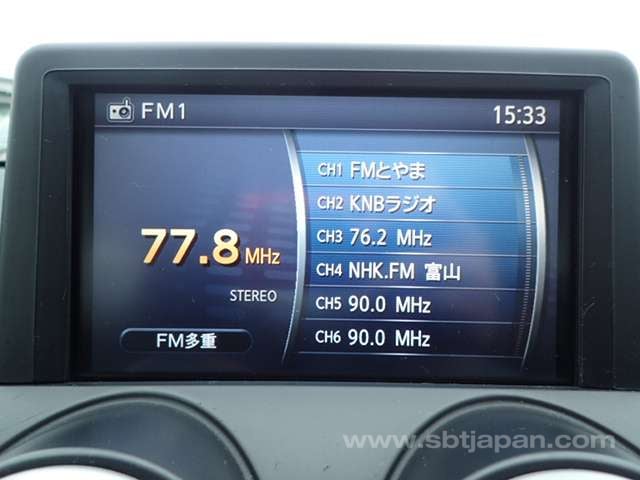 FM1
15:33
77.8 MHz
STEREO
FM多重
CH1 FMとやま
CH2 KNBラジオ
CH3 76.2 MHz
CH4 NHK.FM 富山
CH5 90.0 MHz
CH6 90.0 MHz
www.sbtjapan.com